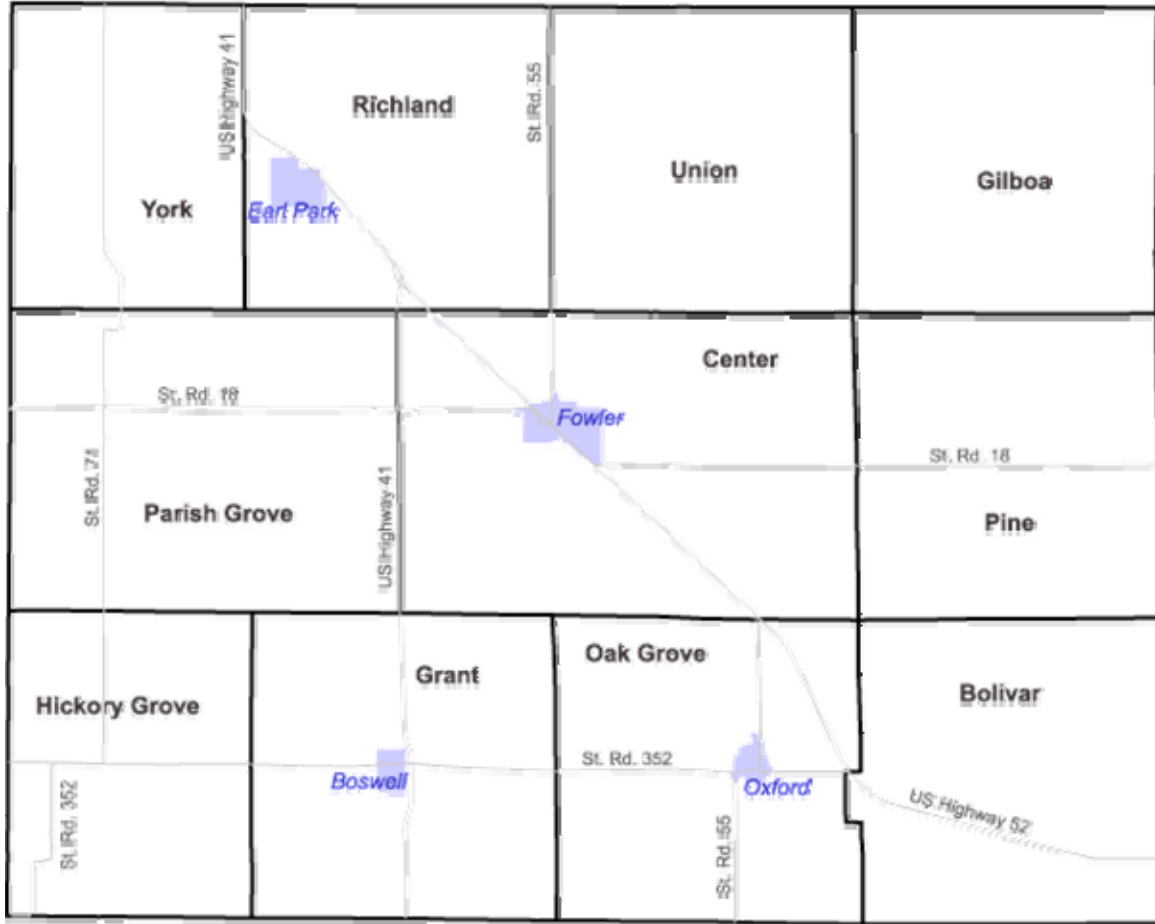 US Highway 41
St. Rd. 55
Richland
Union
Gilboa
York
Earl Park
Center
St. Rd. 18
Fowler
St. Rd. 18
St. Rd. 71
US Highway 41
Parish Grove
Pine
Oak Grove
Grant
Bolivar
Hickory Grove
St. Rd. 352
Boswell
Oxford
US Highway 52
St. Rd. 352
St. Rd. 55